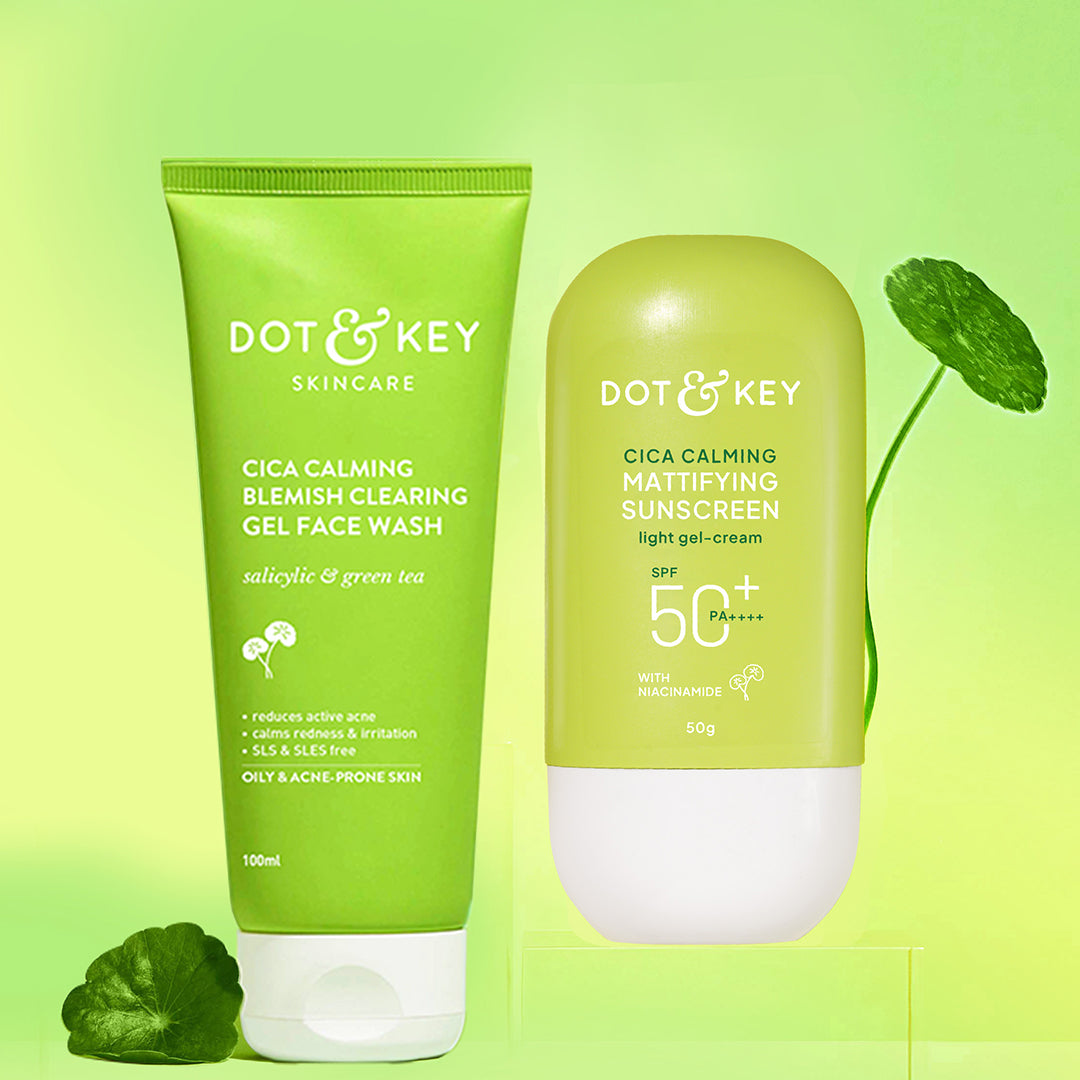 DOT & KEY
SKINCARE
CICA CALMING
BLEMISH CLEARING
GEL FACE WASH
salicylic & green tea
• reduces active acne
• calms redness & irritation
• SLS & SLES free
OILY & ACNE-PRONE SKIN
100ml
DOT & KEY
CICA CALMING
MATTIFYING
SUNSCREEN
light gel-cream
SPF
50+
PA++++
WITH
NIACINAMIDE
50g